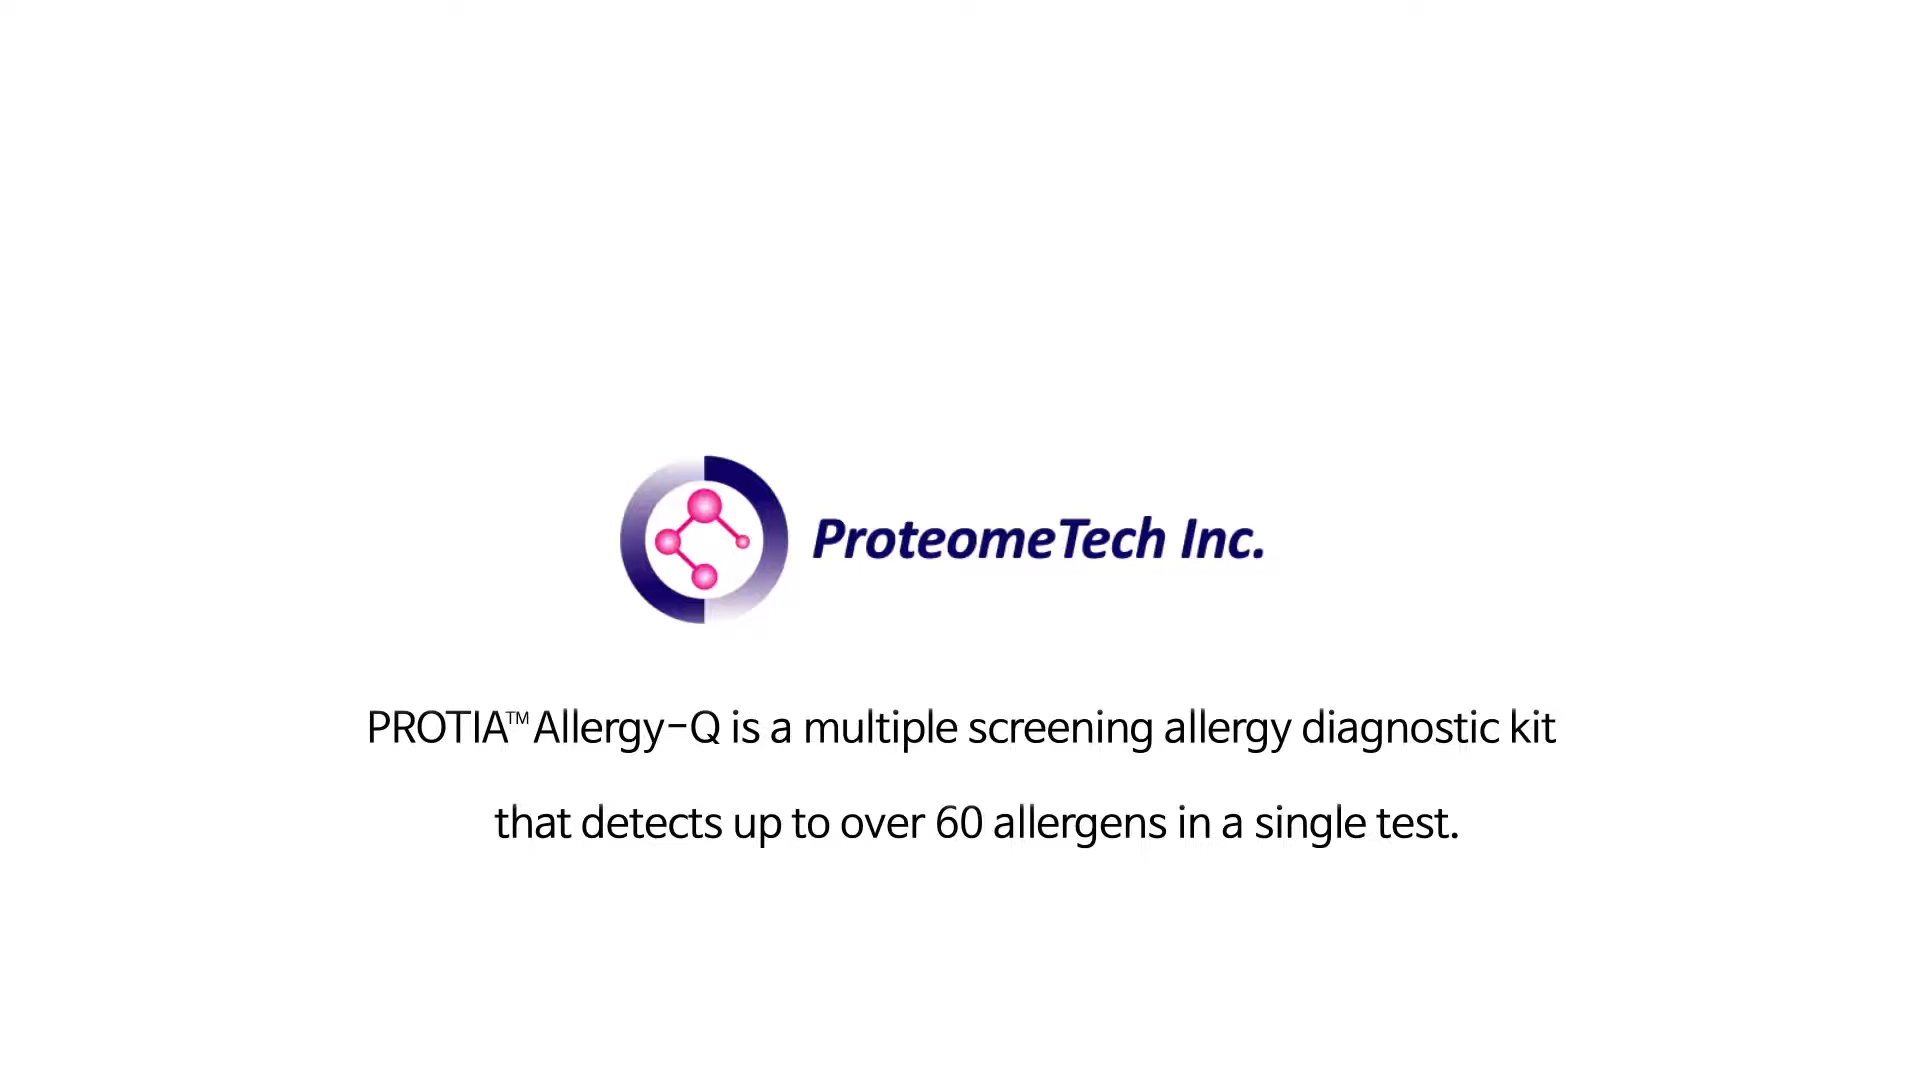 ProteomeTech Inc.
PROTIA™ Allergy-Q is a multiple screening allergy diagnostic kit
that detects up to over 60 allergens in a single test.